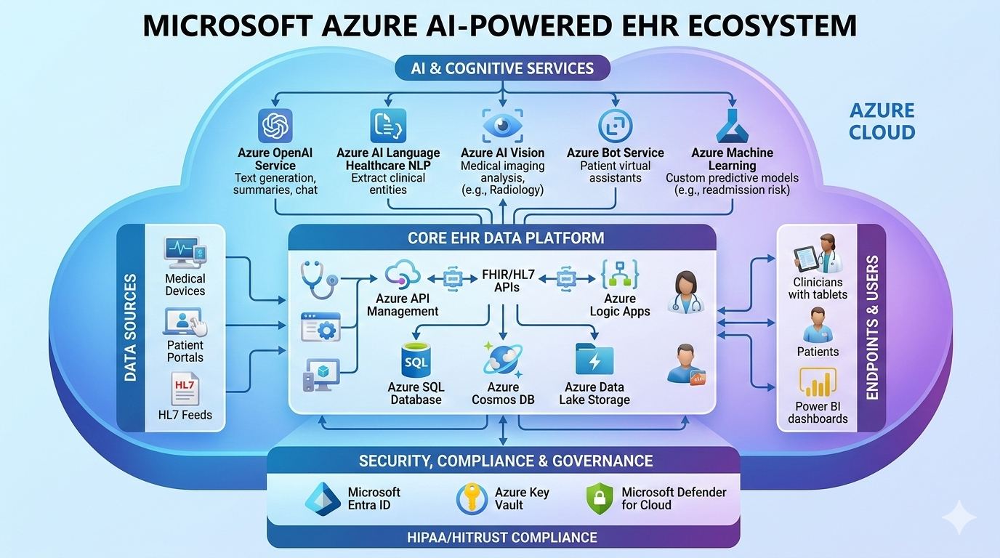 MICROSOFT AZURE AI-POWERED EHR ECOSYSTEM
AI & COGNITIVE SERVICES
AZURE
CLOUD
Azure OpenAI
Service
Text generation,
summaries, chat
Azure AI Language
Healthcare NLP
Extract clinical
entities
Azure AI Vision
Medical imaging
analysis,
(e.g., Radiology)
Azure Bot Service
Patient virtual
assistants
Azure Machine
Learning
Custom predictive models
(e.g., readmission risk)
DATA SOURCES
Medical
Devices
Patient
Portals
HL7
HL7 Feeds
CORE EHR DATA PLATFORM
Azure API
Management
FHIR/HL7
APIs
Azure
Logic Apps
SQL
Azure SQL
Database
Azure
Cosmos DB
Azure Data
Lake Storage
ENDPOINTS & USERS
Clinicians
with tablets
Patients
Power BI
dashboards
SECURITY, COMPLIANCE & GOVERNANCE
Microsoft
Entra ID
Azure Key
Vault
Microsoft Defender
for Cloud
HIPAA/HITRUST COMPLIANCE